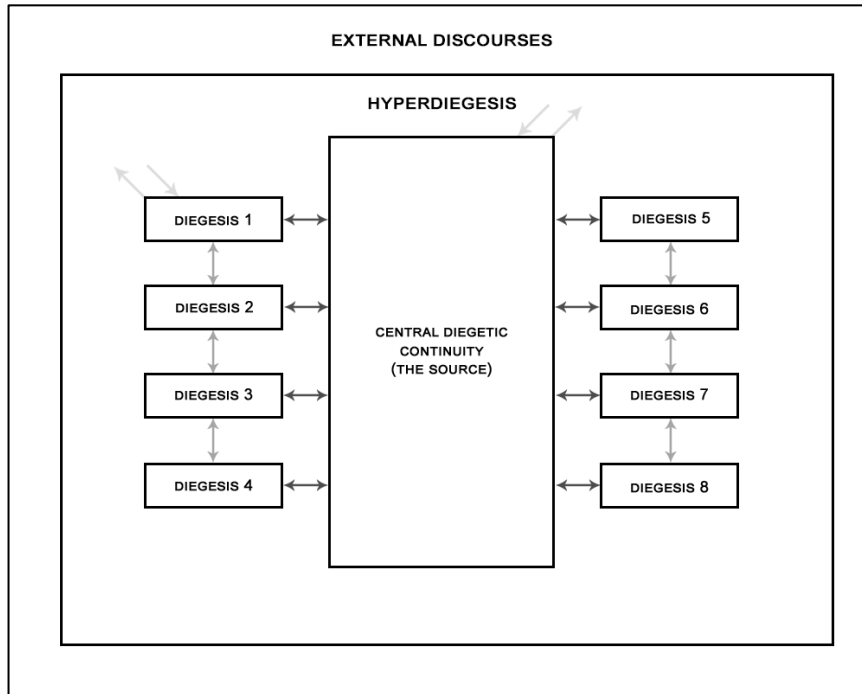 EXTERNAL DISCOURSES
HYPERDIEGESIS
DIEGESIS 1
DIEGESIS 2
DIEGESIS 3
DIEGESIS 4
CENTRAL DIEGETIC
CONTINUITY
(THE SOURCE)
DIEGESIS 5
DIEGESIS 6
DIEGESIS 7
DIEGESIS 8